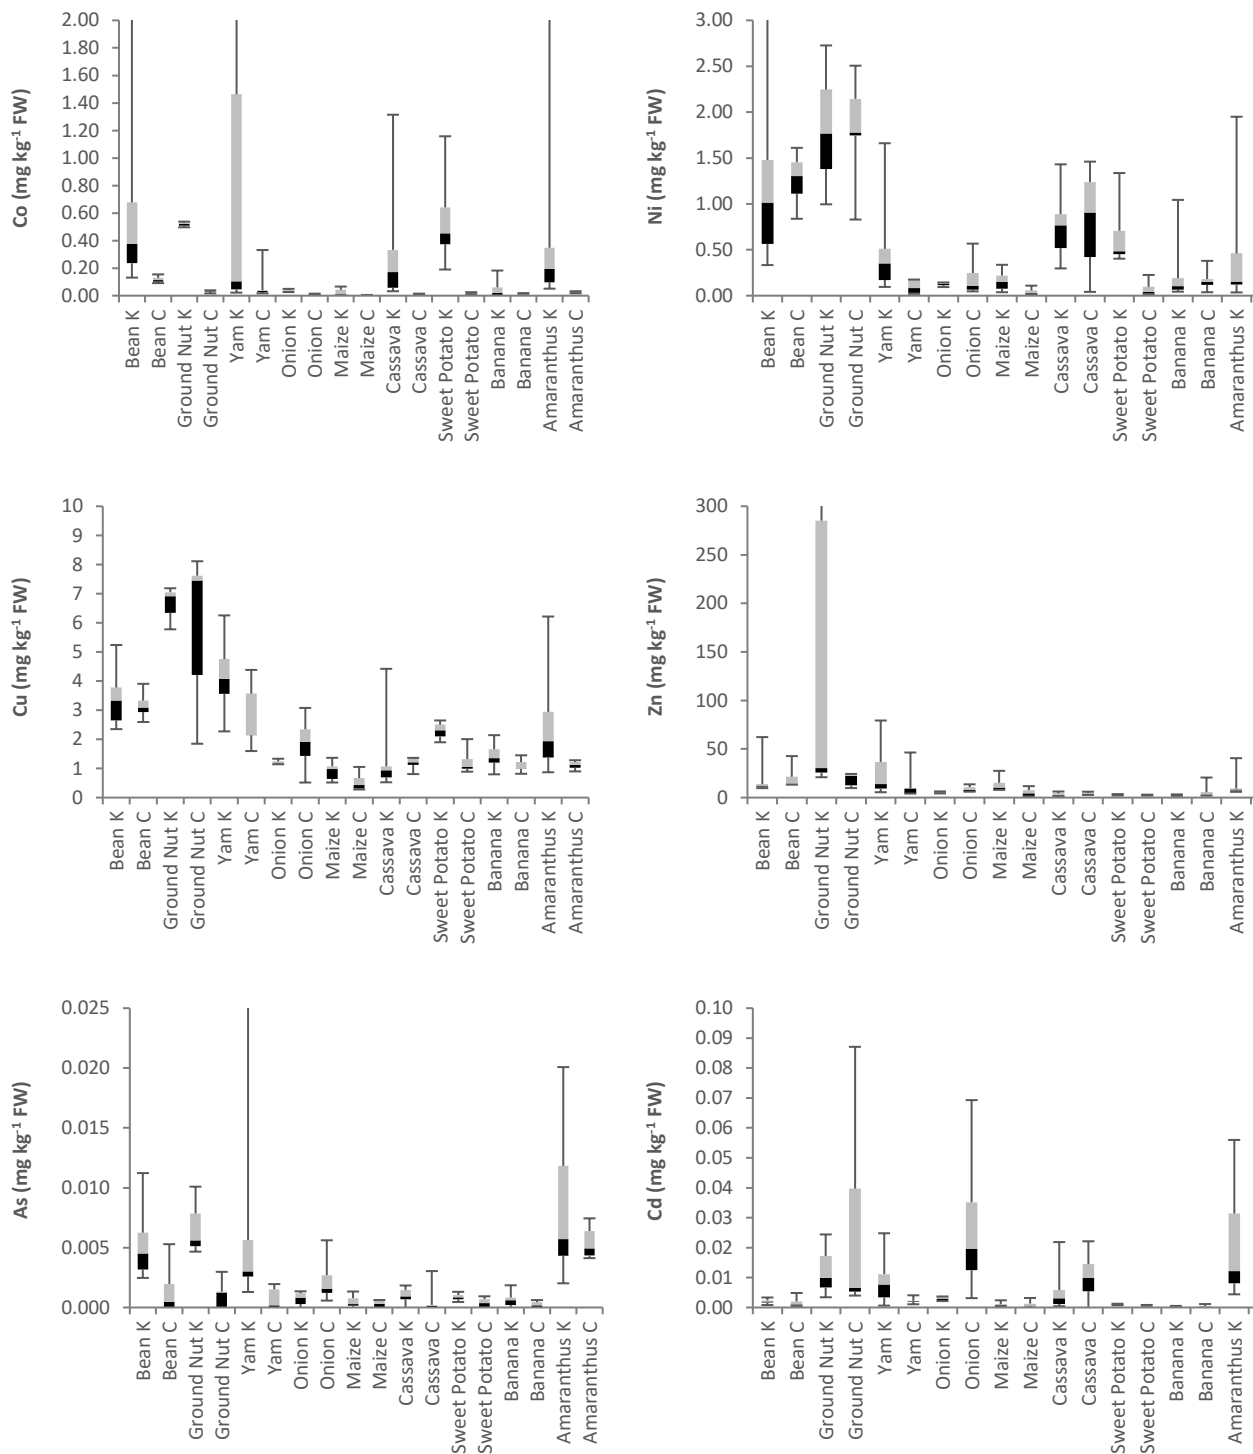 Co (mg kg⁻¹ FW)
2.00
1.80
1.60
1.40
1.20
1.00
0.80
0.60
0.40
0.20
0.00
Bean K
Bean C
Ground Nut K
Ground Nut C
Yam K
Yam C
Onion K
Onion C
Maize K
Maize C
Cassava K
Cassava C
Sweet Potato K
Sweet Potato C
Banana K
Banana C
Amaranthus K
Amaranthus C
Ni (mg kg⁻¹ FW)
3.00
2.50
2.00
1.50
1.00
0.50
0.00
Bean K
Bean C
Ground Nut K
Ground Nut C
Yam K
Yam C
Onion K
Onion C
Maize K
Maize C
Cassava K
Cassava C
Sweet Potato K
Sweet Potato C
Banana K
Banana C
Amaranthus K
Cu (mg kg⁻¹ FW)
10
9
8
7
6
5
4
3
2
1
0
Bean K
Bean C
Ground Nut K
Ground Nut C
Yam K
Yam C
Onion K
Onion C
Maize K
Maize C
Cassava K
Cassava C
Sweet Potato K
Sweet Potato C
Banana K
Banana C
Amaranthus K
Amaranthus C
Zn (mg kg⁻¹ FW)
300
250
200
150
100
50
0
Bean K
Bean C
Ground Nut K
Ground Nut C
Yam K
Yam C
Onion K
Onion C
Maize K
Maize C
Cassava K
Cassava C
Sweet Potato K
Sweet Potato C
Banana K
Banana C
Amaranthus K
As (mg kg⁻¹ FW)
0.025
0.020
0.015
0.010
0.005
0.000
Bean K
Bean C
Ground Nut K
Ground Nut C
Yam K
Yam C
Onion K
Onion C
Maize K
Maize C
Cassava K
Cassava C
Sweet Potato K
Sweet Potato C
Banana K
Banana C
Amaranthus K
Amaranthus C
Cd (mg kg⁻¹ FW)
0.10
0.09
0.08
0.07
0.06
0.05
0.04
0.03
0.02
0.01
0.00
Bean K
Bean C
Ground Nut K
Ground Nut C
Yam K
Yam C
Onion K
Onion C
Maize K
Maize C
Cassava K
Cassava C
Sweet Potato K
Sweet Potato C
Banana K
Banana C
Amaranthus K